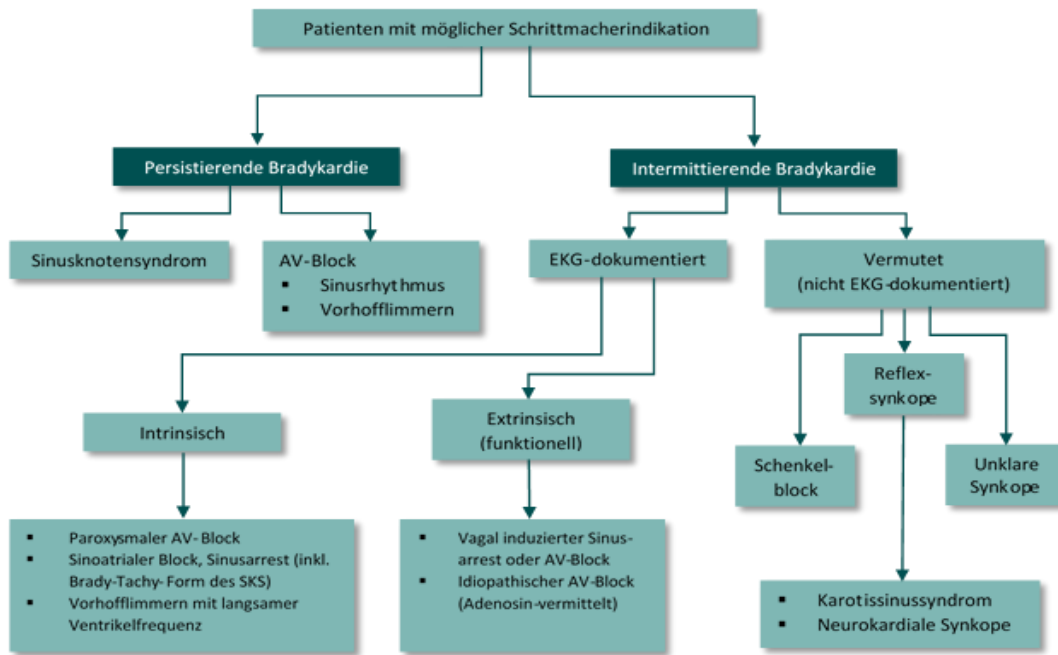 Patienten mit möglicher Schrittmacherindikation
Persistierende Bradykardie
Intermittierende Bradykardie
Sinusknotensyndrom
AV-Block
▪ Sinusrhythmus
▪ Vorhofflimmern
EKG-dokumentiert
Vermutet
(nicht EKG-dokumentiert)
Intrinsisch
Extrinsisch
(funktionell)
Reflex-
synkope
Schenkel-
block
Unklare
Synkope
▪ Paroxysmaler AV-Block
▪ Sinoatrialer Block, Sinusarrest (inkl.
Brady-Tachy-Form des SKS)
▪ Vorhofflimmern mit langsamer
Ventrikelfrequenz
▪ Vagal induzierter Sinus-
arrest oder AV-Block
▪ Idiopathischer AV-Block
(Adenosin-vermittelt)
▪ Karotissinussyndrom
▪ Neurokardiale Synkope